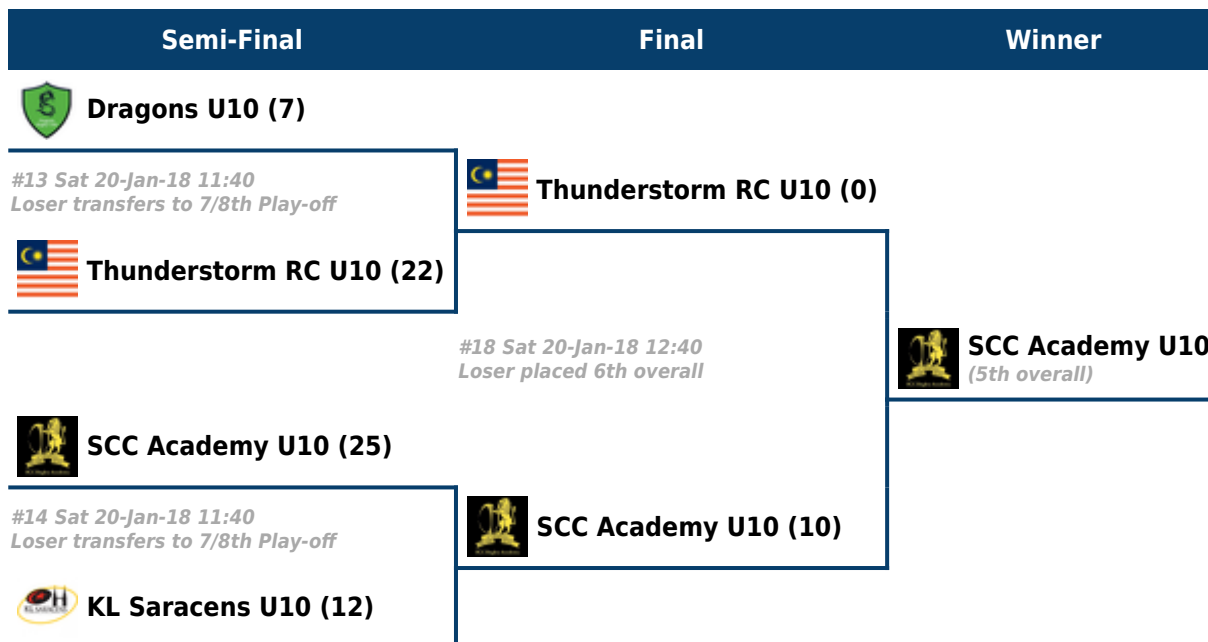 Semi-Final
Final
Winner
Dragons U10 (7)
#13 Sat 20-Jan-18 11:40
Loser transfers to 7/8th Play-off
Thunderstorm RC U10 (0)
Thunderstorm RC U10 (22)
#18 Sat 20-Jan-18 12:40
Loser placed 6th overall
SCC Academy U10
(5th overall)
SCC Academy U10 (25)
#14 Sat 20-Jan-18 11:40
Loser transfers to 7/8th Play-off
SCC Academy U10 (10)
KL Saracens U10 (12)